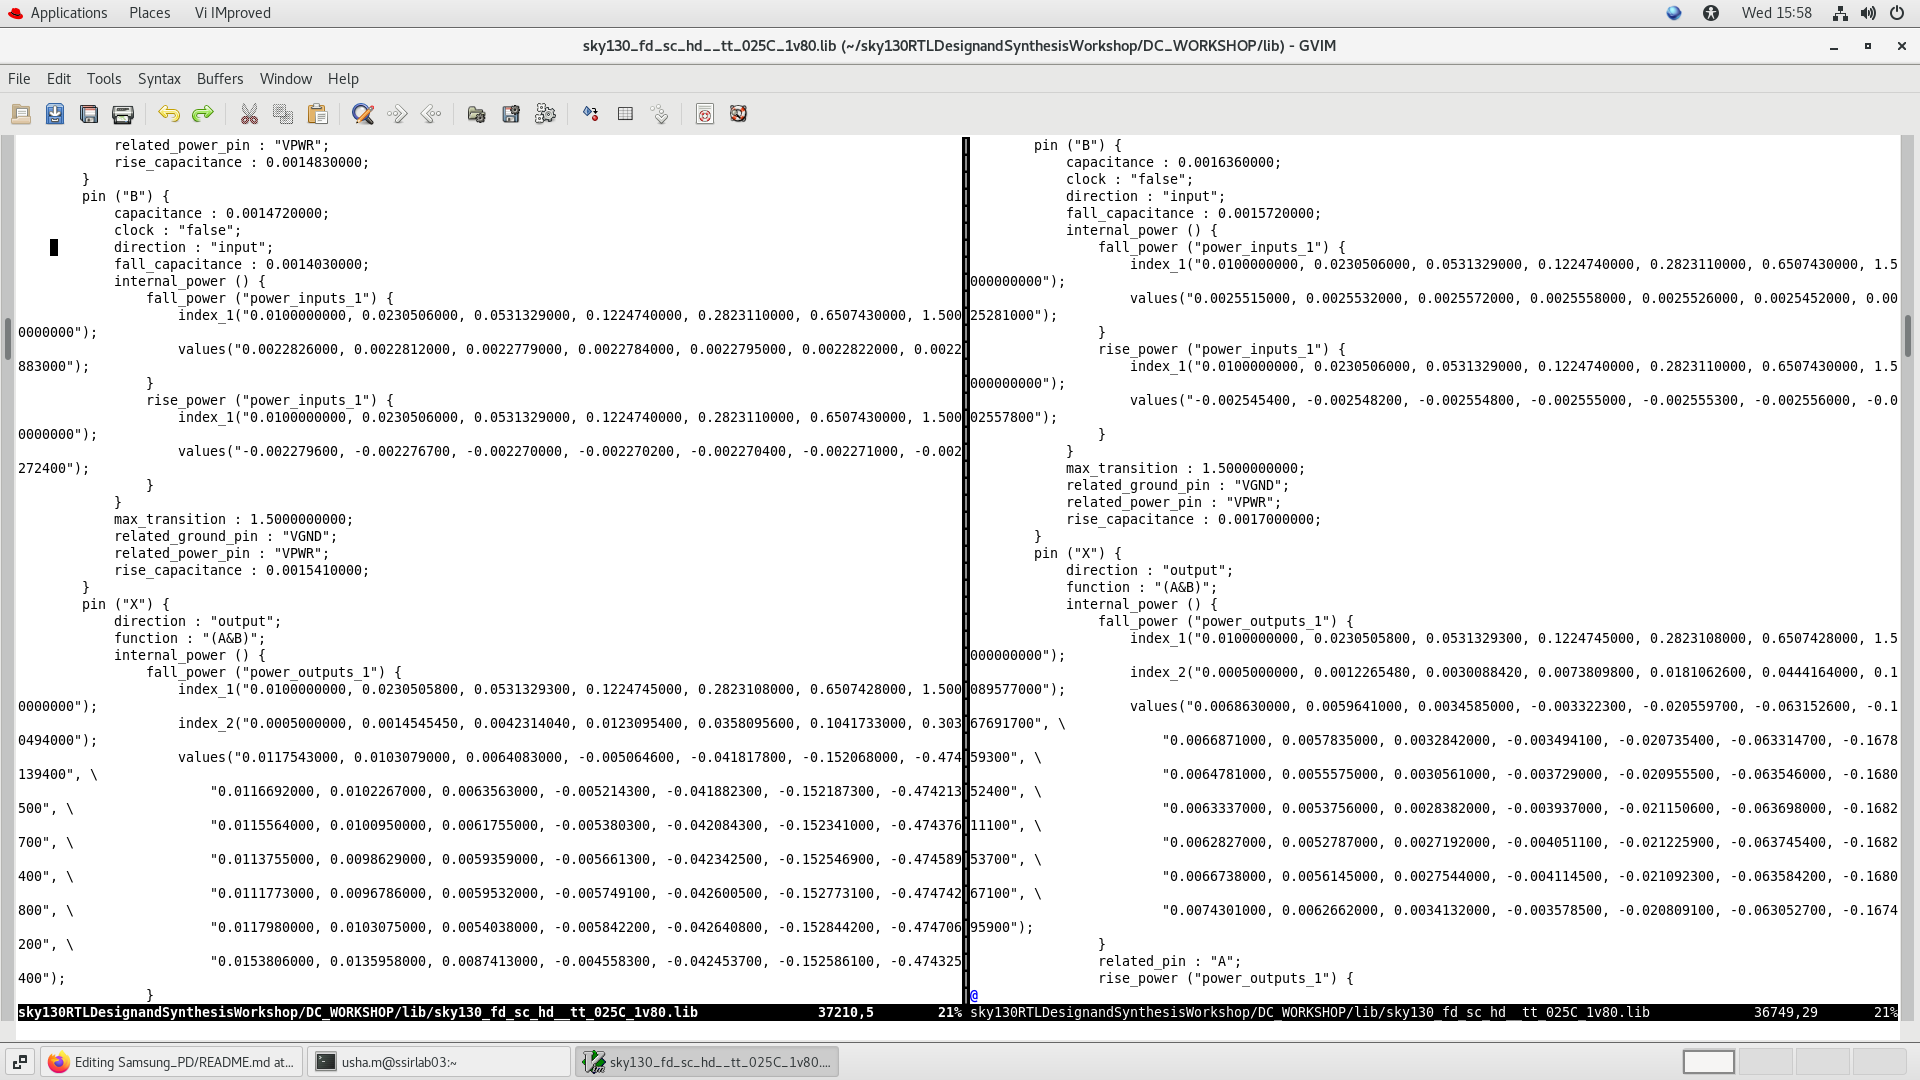 Applications Places Vi IMproved Wed 15:58
sky130_fd_sc_hd__tt_025C_1v80.lib (~/sky130RTLDesignandSynthesisWorkshop/DC_WORKSHOP/lib) - GVIM
File Edit Tools Syntax Buffers Window Help
related_power_pin : "VPWR";
rise_capacitance : 0.0014830000;
}
pin ("B") {
capacitance : 0.0014720000;
clock : "false";
direction : "input";
fall_capacitance : 0.0014030000;
internal_power () {
fall_power ("power_inputs_1") {
index_1("0.0100000000, 0.0230506000, 0.0531329000, 0.1224740000, 0.2823110000, 0.6507430000, 1.500
0000000");
values("0.0022826000, 0.0022812000, 0.0022779000, 0.0022784000, 0.0022795000, 0.0022822000, 0.0022
883000");
}
rise_power ("power_inputs_1") {
index_1("0.0100000000, 0.0230506000, 0.0531329000, 0.1224740000, 0.2823110000, 0.6507430000, 1.500
0000000");
values("-0.002279600, -0.002276700, -0.002270000, -0.002270200, -0.002270400, -0.002271000, -0.002
272400");
}
}
max_transition : 1.5000000000;
related_ground_pin : "VGND";
related_power_pin : "VPWR";
rise_capacitance : 0.0015410000;
}
pin ("X") {
direction : "output";
function : "(A&B)";
internal_power () {
fall_power ("power_outputs_1") {
index_1("0.0100000000, 0.0230505800, 0.0531329300, 0.1224745000, 0.2823108000, 0.6507428000, 1.500
0000000");
index_2("0.0005000000, 0.0014545450, 0.0042314040, 0.0123095400, 0.0358095600, 0.1041733000, 0.303
0494000");
values("0.0117543000, 0.0103079000, 0.0064083000, -0.005064600, -0.041817800, -0.152068000, -0.474
139400", \
"0.0116692000, 0.0102267000, 0.0063563000, -0.005214300, -0.041882300, -0.152187300, -0.474213
500", \
"0.0115564000, 0.0100950000, 0.0061755000, -0.005380300, -0.042084300, -0.152341000, -0.474376
700", \
"0.0113755000, 0.0098629000, 0.0059359000, -0.005661300, -0.042342500, -0.152546900, -0.474589
400", \
"0.0111773000, 0.0096786000, 0.0059532000, -0.005749100, -0.042600500, -0.152773100, -0.474742
800", \
"0.0117980000, 0.0103075000, 0.0054038000, -0.005842200, -0.042640800, -0.152844200, -0.474706
200", \
"0.0153806000, 0.0135958000, 0.0087413000, -0.004558300, -0.042453700, -0.152586100, -0.474325
400");
}
sky130RTLDesignandSynthesisWorkshop/DC_WORKSHOP/lib/sky130_fd_sc_hd__tt_025C_1v80.lib 37210,5 21%
pin ("B") {
capacitance : 0.0016360000;
clock : "false";
direction : "input";
fall_capacitance : 0.0015720000;
internal_power () {
fall_power ("power_inputs_1") {
index_1("0.0100000000, 0.0230506000, 0.0531329000, 0.1224740000, 0.2823110000, 0.6507430000, 1.5
000000000");
values("0.0025515000, 0.0025532000, 0.0025572000, 0.0025558000, 0.0025526000, 0.0025452000, 0.00
25281000");
}
rise_power ("power_inputs_1") {
index_1("0.0100000000, 0.0230506000, 0.0531329000, 0.1224740000, 0.2823110000, 0.6507430000, 1.5
000000000");
values("-0.002545400, -0.002548200, -0.002554800, -0.002555000, -0.002555300, -0.002556000, -0.0
02557800");
}
}
max_transition : 1.5000000000;
related_ground_pin : "VGND";
related_power_pin : "VPWR";
rise_capacitance : 0.0017000000;
}
pin ("X") {
direction : "output";
function : "(A&B)";
internal_power () {
fall_power ("power_outputs_1") {
index_1("0.0100000000, 0.0230505800, 0.0531329300, 0.1224745000, 0.2823108000, 0.6507428000, 1.5
000000000");
index_2("0.0005000000, 0.0012265480, 0.0030088420, 0.0073809800, 0.0181062600, 0.0444164000, 0.1
089577000");
values("0.0068630000, 0.0059641000, 0.0034585000, -0.003322300, -0.020559700, -0.063152600, -0.1
67691700", \
"0.0066871000, 0.0057835000, 0.0032842000, -0.003494100, -0.020735400, -0.063314700, -0.1678
59300", \
"0.0064781000, 0.0055575000, 0.0030561000, -0.003729000, -0.020955500, -0.063546000, -0.1680
52400", \
"0.0063337000, 0.0053756000, 0.0028382000, -0.003937000, -0.021150600, -0.063698000, -0.1682
11100", \
"0.0062827000, 0.0052787000, 0.0027192000, -0.004051100, -0.021225900, -0.063745400, -0.1682
53700", \
"0.0066738000, 0.0056145000, 0.0027544000, -0.004114500, -0.021092300, -0.063584200, -0.1680
67100", \
"0.0074301000, 0.0062662000, 0.0034132000, -0.003578500, -0.020809100, -0.063052700, -0.1674
95900");
}
related_pin : "A";
rise_power ("power_outputs_1") {
@
sky130RTLDesignandSynthesisWorkshop/DC_WORKSHOP/lib/sky130_fd_sc_hd__tt_025C_1v80.lib 36749,29 21%
Editing Samsung_PD/README.md at... usha.m@ssirlab03:~ sky130_fd_sc_hd__tt_025C_1v80....